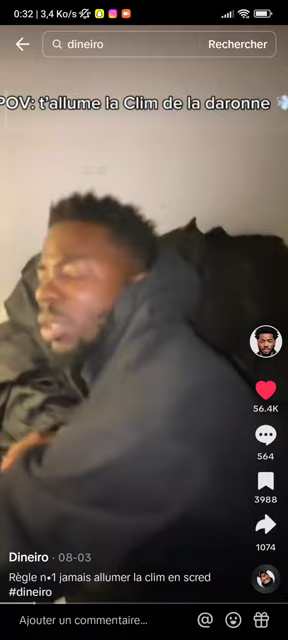 0:32 | 3,4 Ko/s
dineiro
Rechercher
POV: t'allume la Clim de la daronne
56.4K
564
3988
1074
Dineiro · 08-03
Règle n•1 jamais allumer la clim en scred
#dineiro
Ajouter un commentaire...